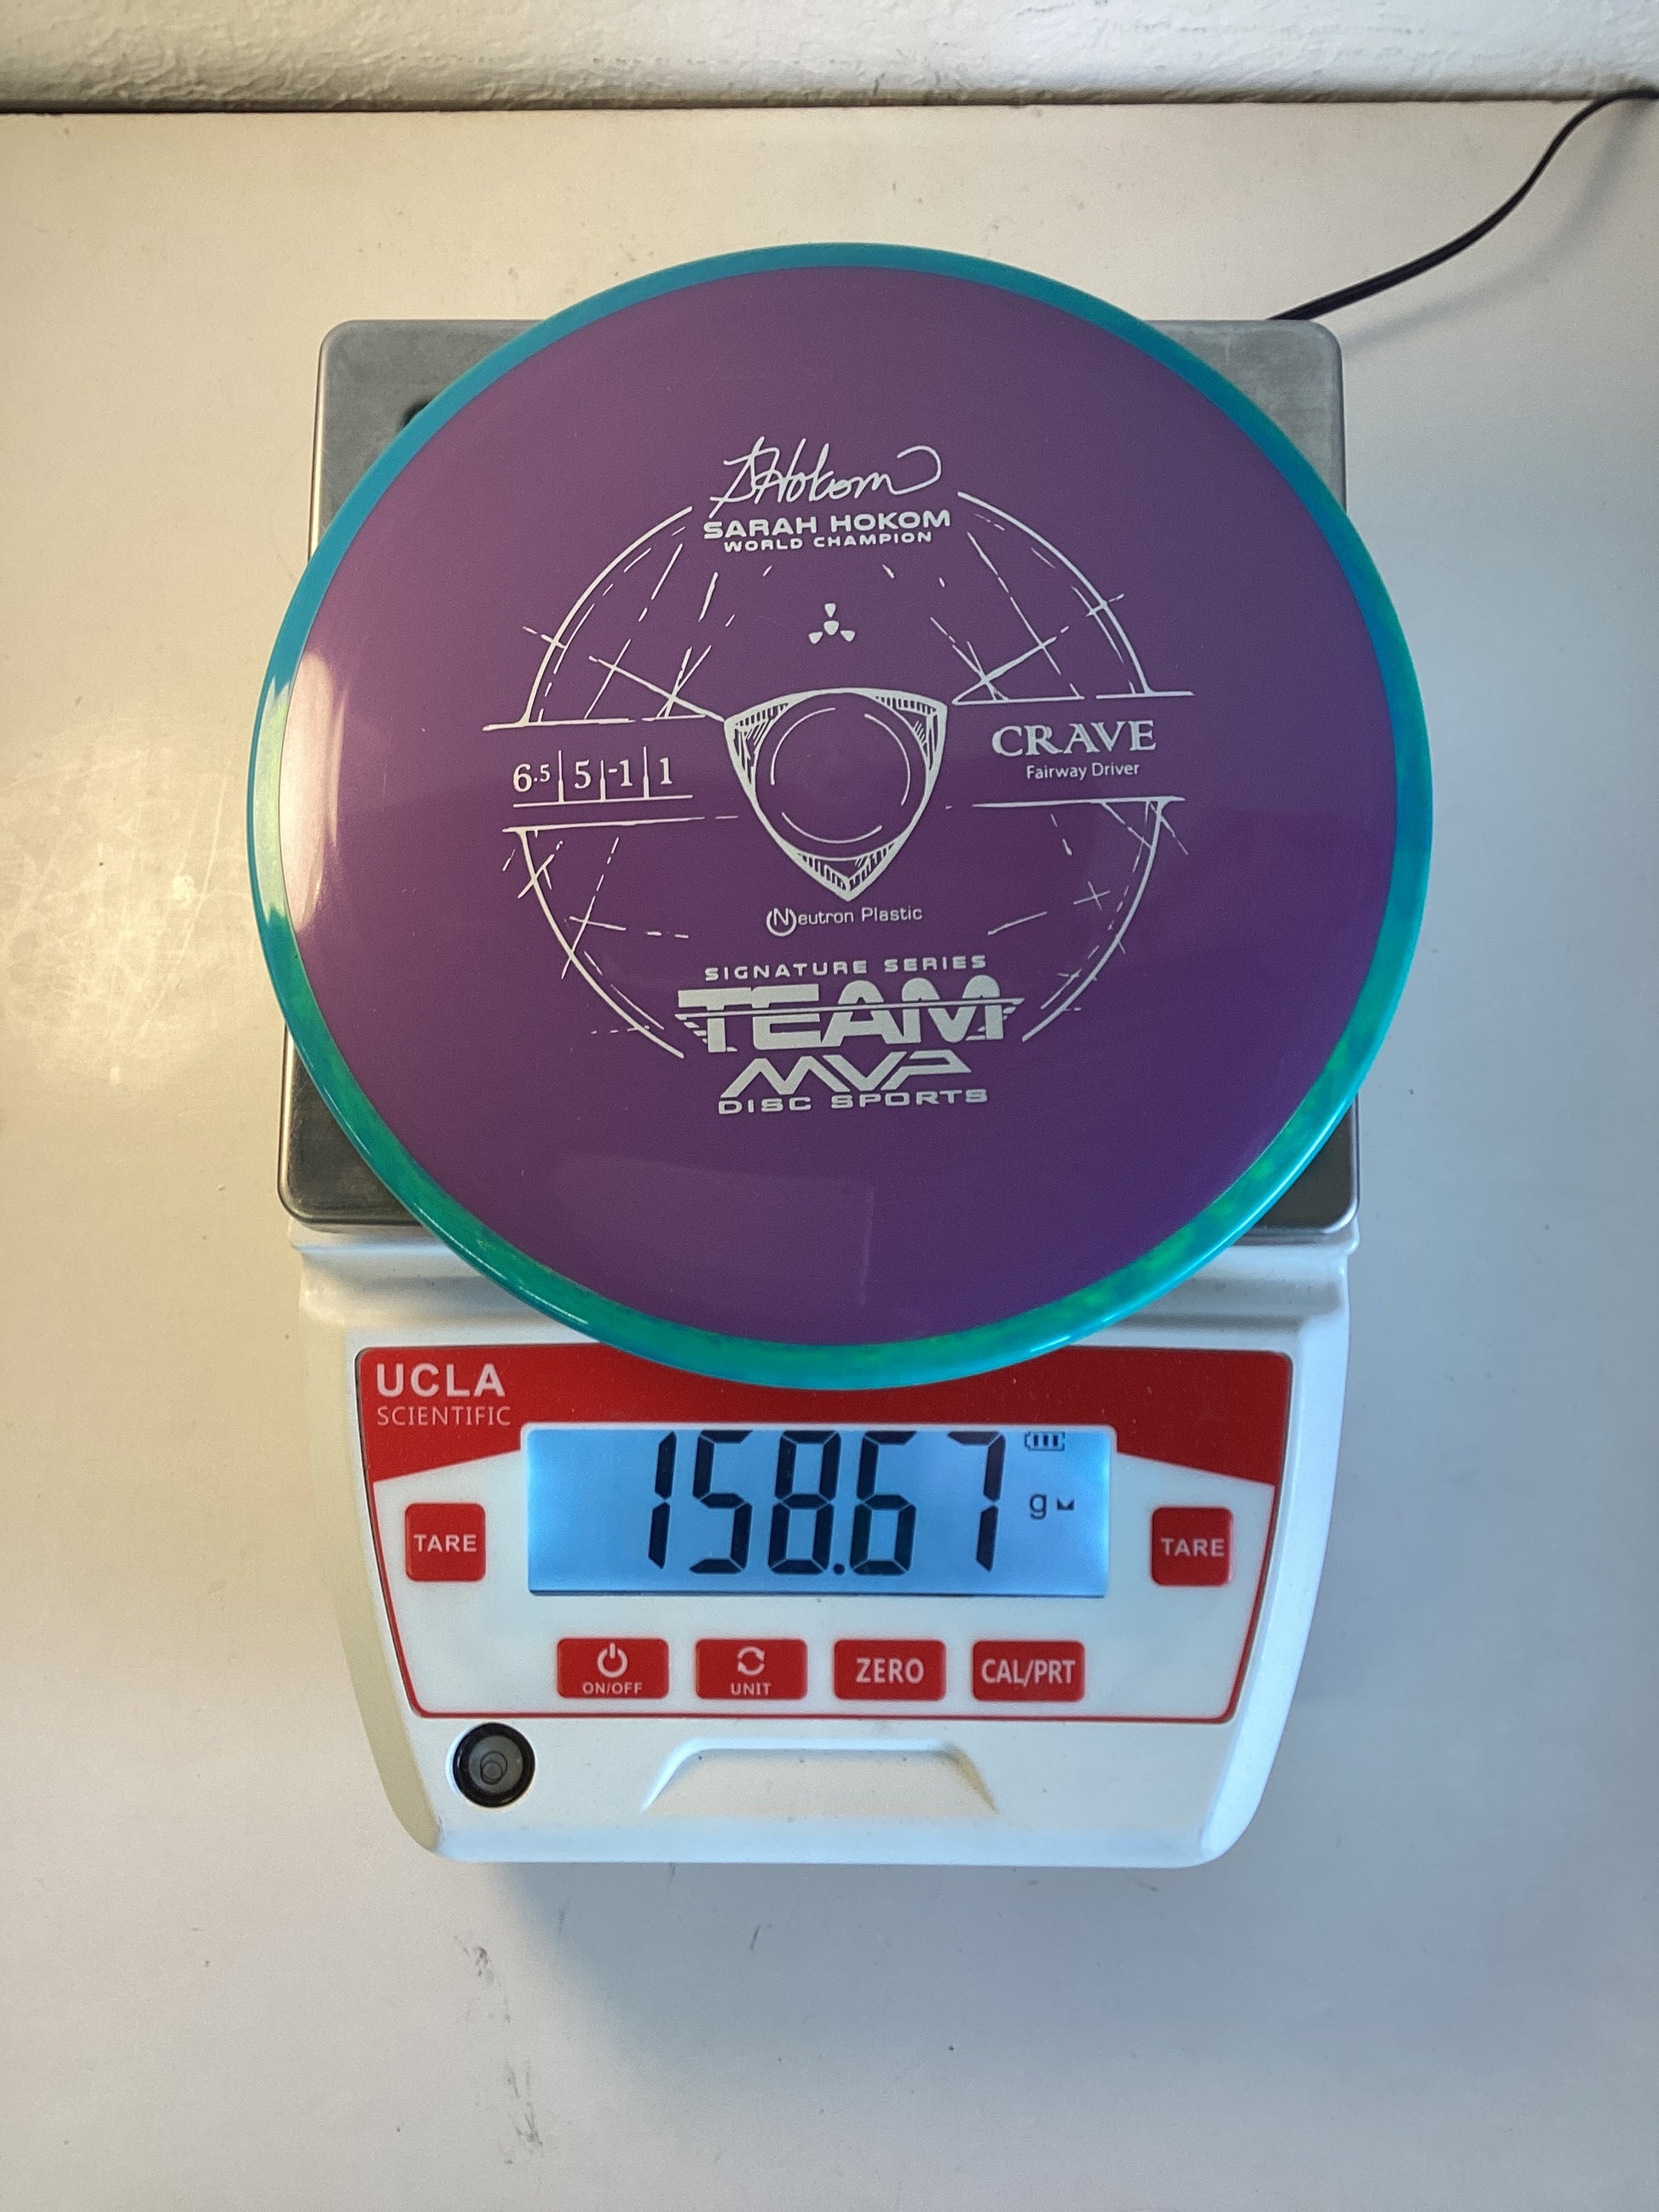 SHokom
SARAH HOKOM
WORLD CHAMPION
6.5 | 5 | -1 | 1
CRAVE
Fairway Driver
Neutron Plastic
SIGNATURE SERIES
TEAM
MVP
DISC SPORTS
UCLA
SCIENTIFIC
158.67
g
TARE
TARE
ON/OFF
UNIT
ZERO
CAL/PRT